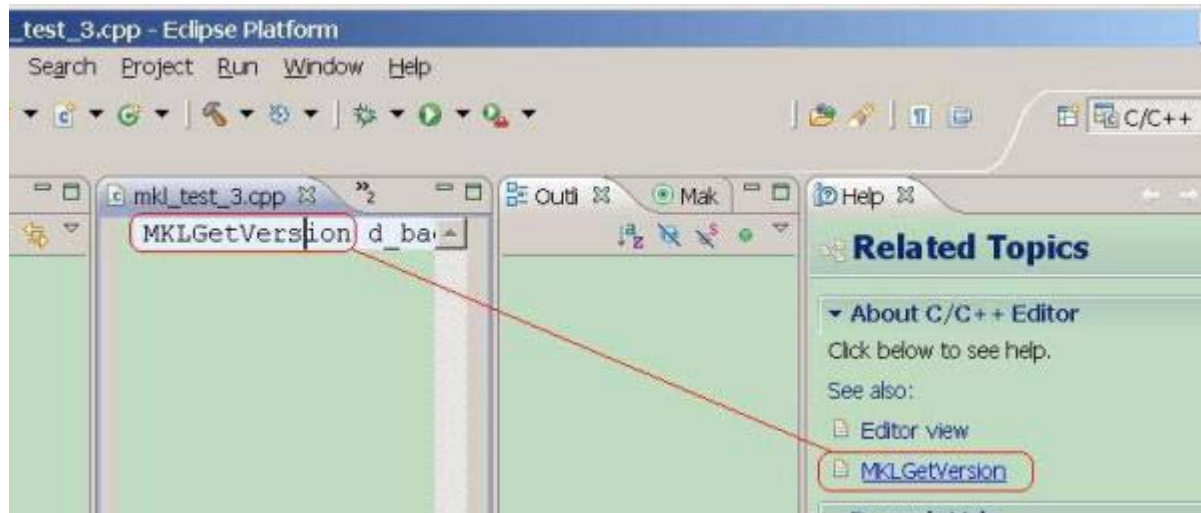 _test_3.cpp - Eclipse Platform
Search Project Run Window Help
C/C++
mkl_test_3.cpp
»2
Outli
Mak
Help
MKLGetVersion d_ba
Related Topics
About C/C++ Editor
Click below to see help.
See also:
Editor view
MKLGetVersion